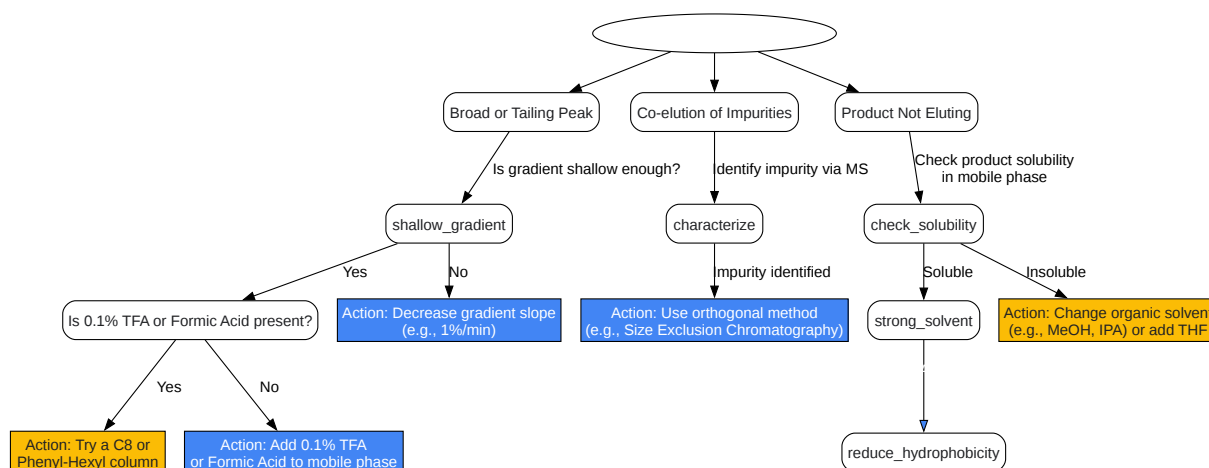 Broad or Tailing Peak
Co-elution of Impurities
Product Not Eluting
Is gradient shallow enough?
Identify impurity via MS
Check product solubility
in mobile phase
shallow_gradient
characterize
check_solubility
Yes
No
Impurity identified
Soluble
Insoluble
Is 0.1% TFA or Formic Acid present?
Action: Decrease gradient slope
(e.g., 1%/min)
Action: Use orthogonal method
(e.g., Size Exclusion Chromatography)
strong_solvent
Action: Change organic solvent
(e.g., MeOH, IPA) or add THF
Yes
No
Action: Try a C8 or
Phenyl-Hexyl column
Action: Add 0.1% TFA
or Formic Acid to mobile phase
reduce_hydrophobicity